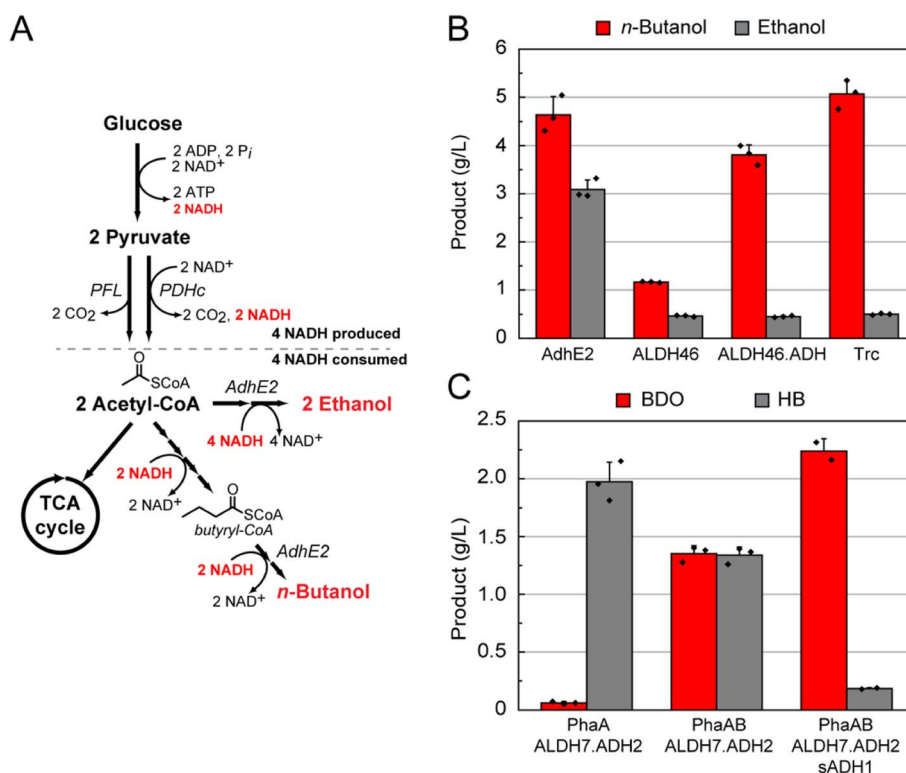 A
Glucose
2 ADP, 2 Pi
2 NAD+
2 ATP
2 NADH
2 Pyruvate
2 NAD+
PFL
PDHc
2 CO2
2 CO2, 2 NADH
4 NADH produced
4 NADH consumed
O
SCoA
AdhE2
2 Acetyl-CoA
2 Ethanol
4 NADH
4 NAD+
2 NADH
2 NAD+
TCA
cycle
O
SCoA
butyryl-CoA
AdhE2
2 NADH
2 NAD+
n-Butanol
B
n-Butanol
Ethanol
Product (g/L)
6
5
4
3
2
1
0
AdhE2
ALDH46
ALDH46.ADH
Trc
C
BDO
HB
Product (g/L)
2.5
2.0
1.5
1.0
0.5
0
PhaA
ALDH7.ADH2
PhaAB
ALDH7.ADH2
PhaAB
ALDH7.ADH2
sADH1